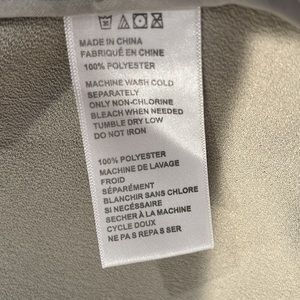 MADE IN CHINA
FABRIQUÉ EN CHINE
100% POLYESTER
MACHINE WASH COLD
SEPARATELY
ONLY NON-CHLORINE
BLEACH WHEN NEEDED
TUMBLE DRY LOW
DO NOT IRON
100% POLYESTER
MACHINE DE LAVAGE
FROID
SÉPARÉMENT
BLANCHIR SANS CHLORE
SI NÉCESSAIRE
SECHER À LA MACHINE
CYCLE DOUX
NE PAS REPASSER